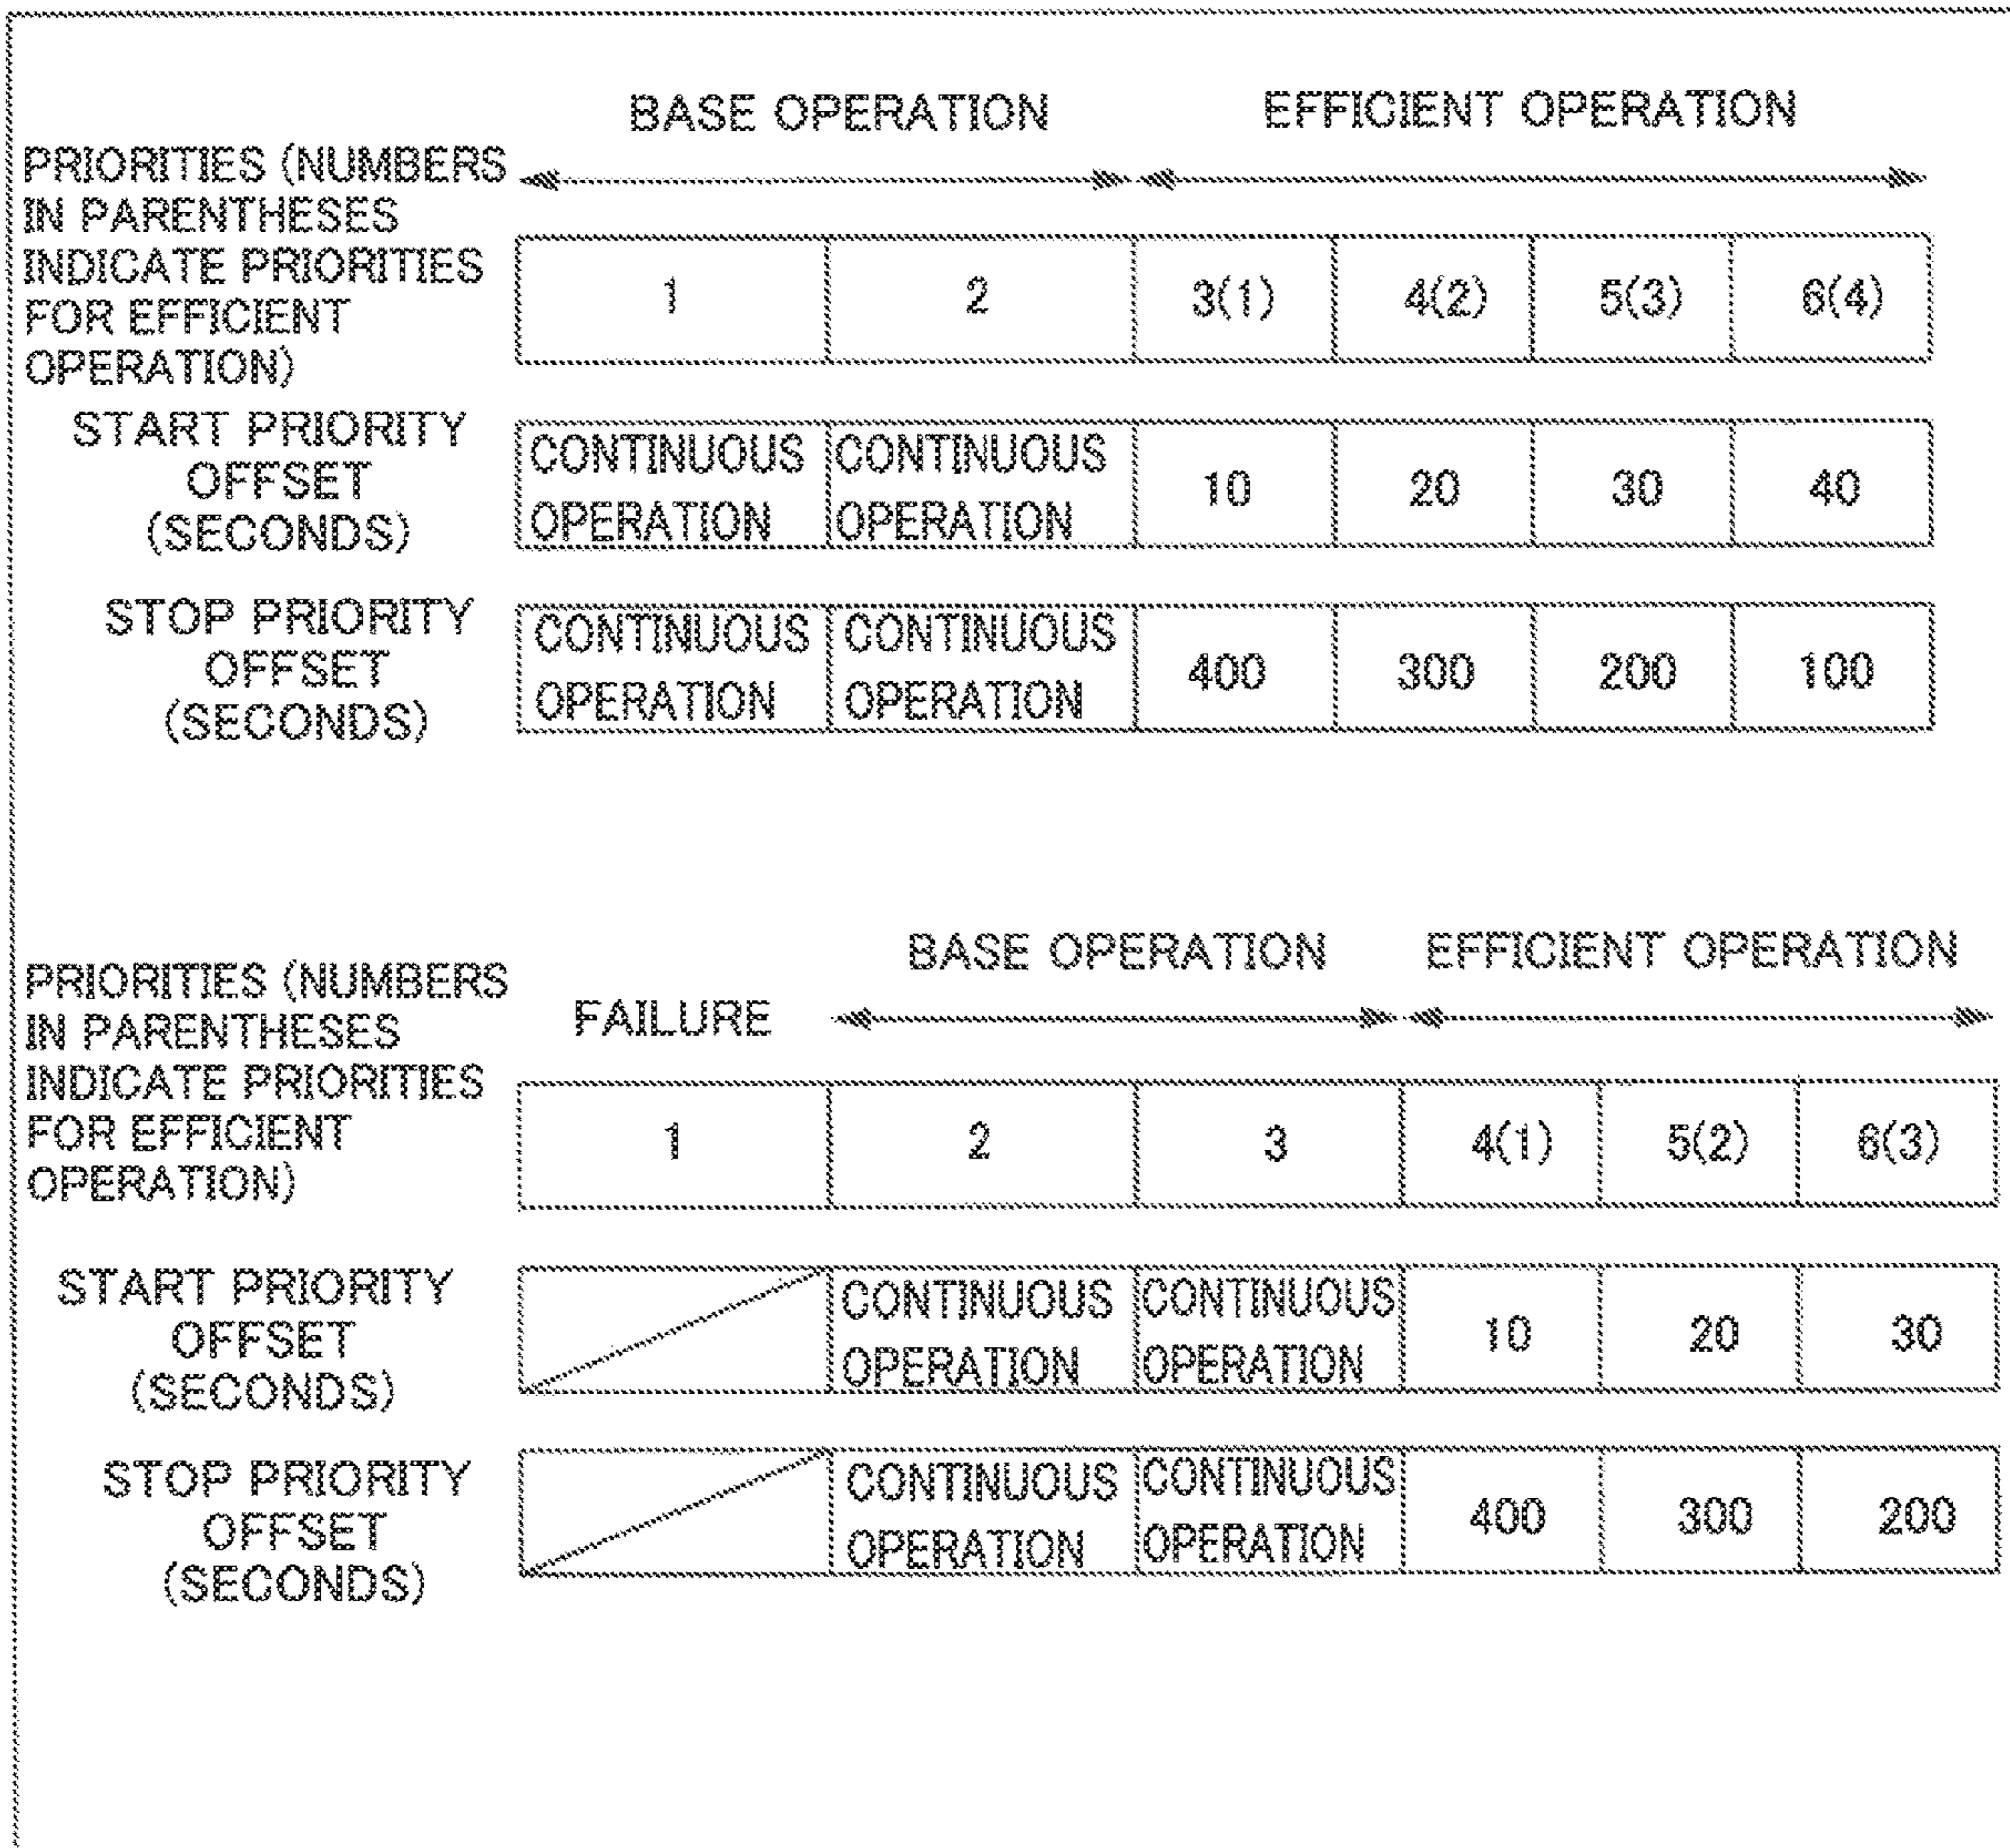 BASE OPERATION EFFICIENT OPERATION
PRIORITIES (NUMBERS
IN PARENTHESES
INDICATE PRIORITIES
FOR EFFICIENT
OPERATION)
1 2 3(1) 4(2) 5(3) 6(4)
START PRIORITY
OFFSET
(SECONDS)
CONTINUOUS CONTINUOUS
OPERATION OPERATION
10 20 30 40
STOP PRIORITY
OFFSET
(SECONDS)
CONTINUOUS CONTINUOUS
OPERATION OPERATION
400 300 200 100
BASE OPERATION EFFICIENT OPERATION
PRIORITIES (NUMBERS
IN PARENTHESES
INDICATE PRIORITIES
FOR EFFICIENT
OPERATION)
FAILURE
1 2 3 4(1) 5(2) 6(3)
START PRIORITY
OFFSET
(SECONDS)
CONTINUOUS CONTINUOUS
OPERATION OPERATION
10 20 30
STOP PRIORITY
OFFSET
(SECONDS)
CONTINUOUS CONTINUOUS
OPERATION OPERATION
400 300 200